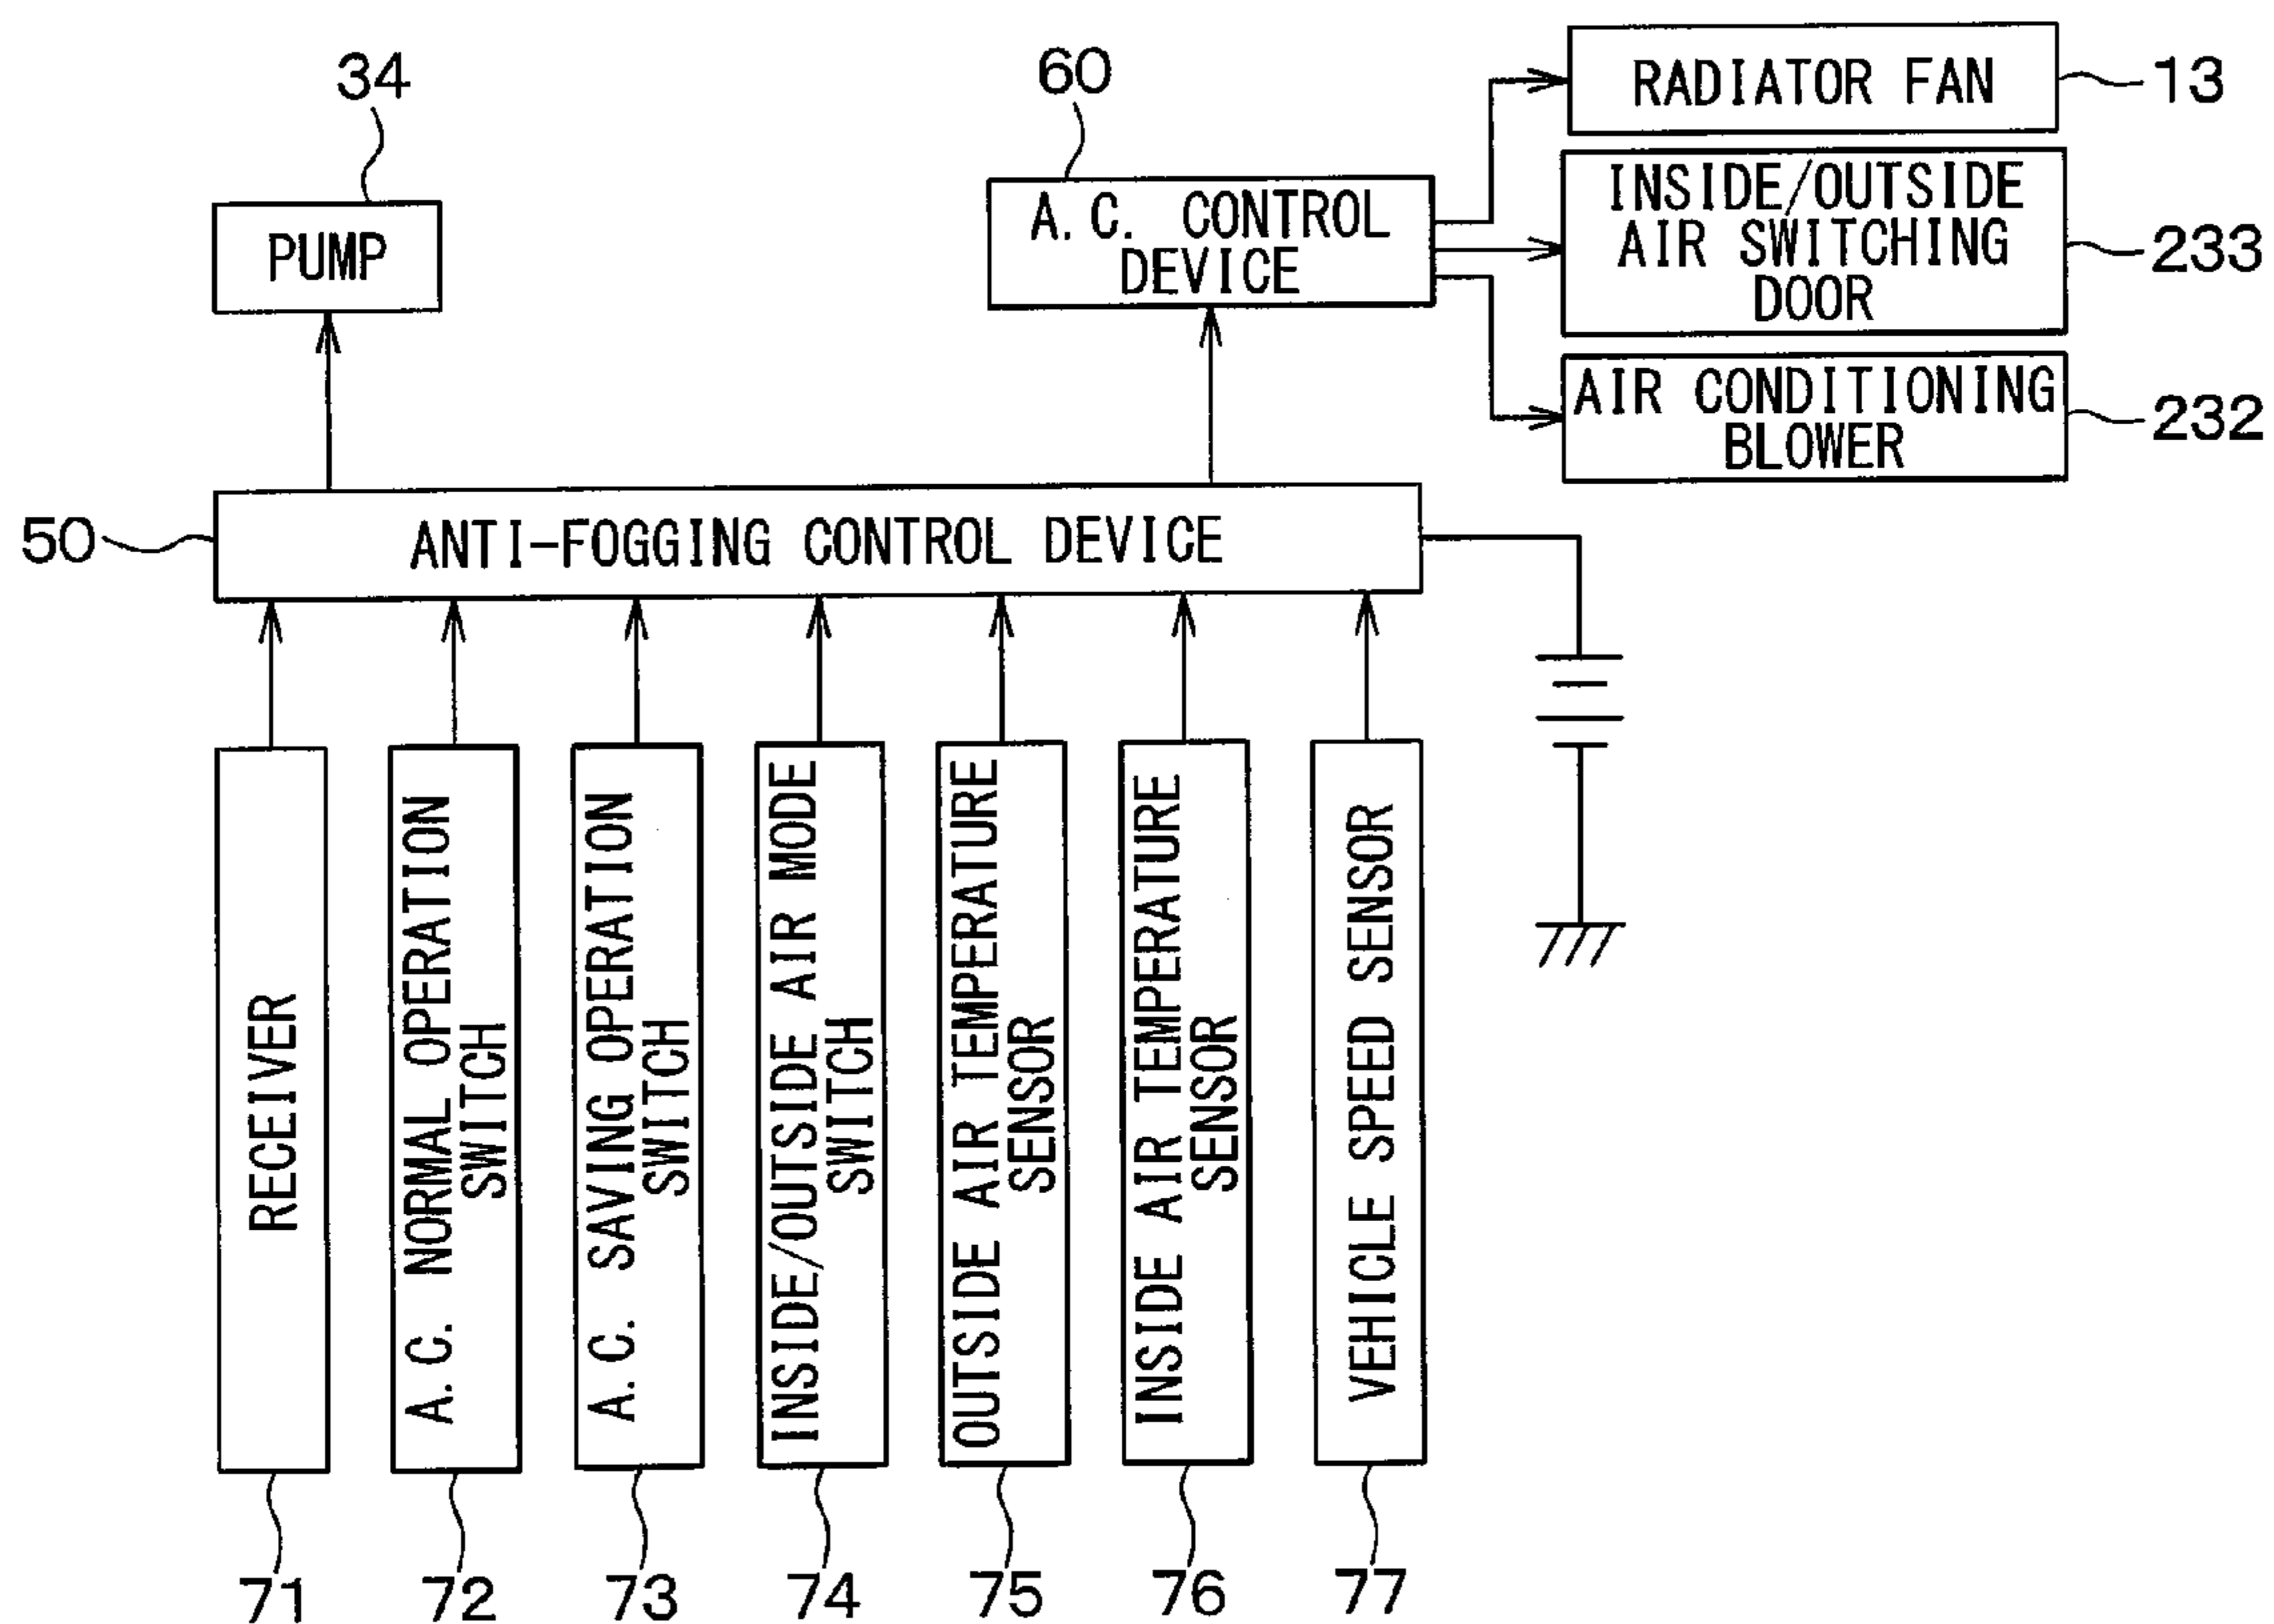 34
PUMP
60
A.C. CONTROL
DEVICE
RADIATOR FAN
13
INSIDE/OUTSIDE
AIR SWITCHING
DOOR
233
AIR CONDITIONING
BLOWER
232
50
ANTI-FOGGING CONTROL DEVICE
RECEIVER
A.C. NORMAL OPERATION
SWITCH
A.C. SAVING OPERATION
SWITCH
INSIDE/OUTSIDE AIR MODE
SWITCH
OUTSIDE AIR TEMPERATURE
SENSOR
INSIDE AIR TEMPERATURE
SENSOR
VEHICLE SPEED SENSOR
71
72
73
74
75
76
77